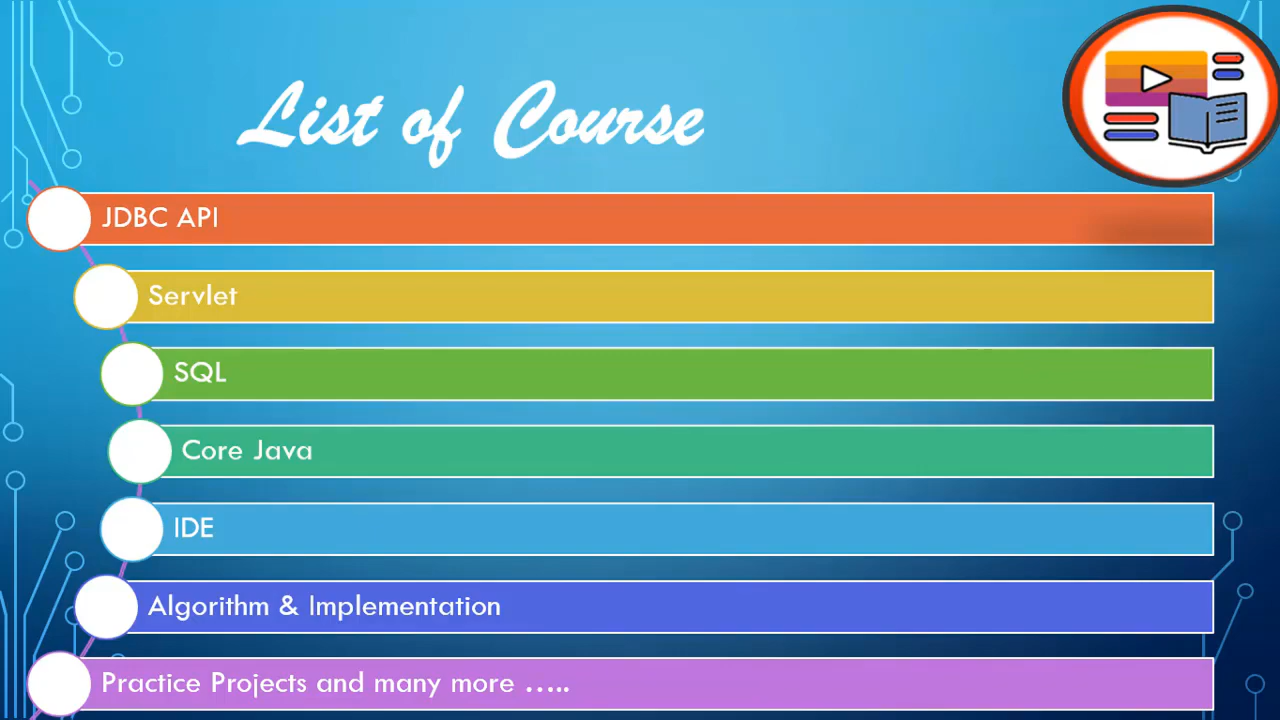 List of Course
JDBC API
Servlet
SQL
Core Java
IDE
Algorithm & Implementation
Practice Projects and many more …..